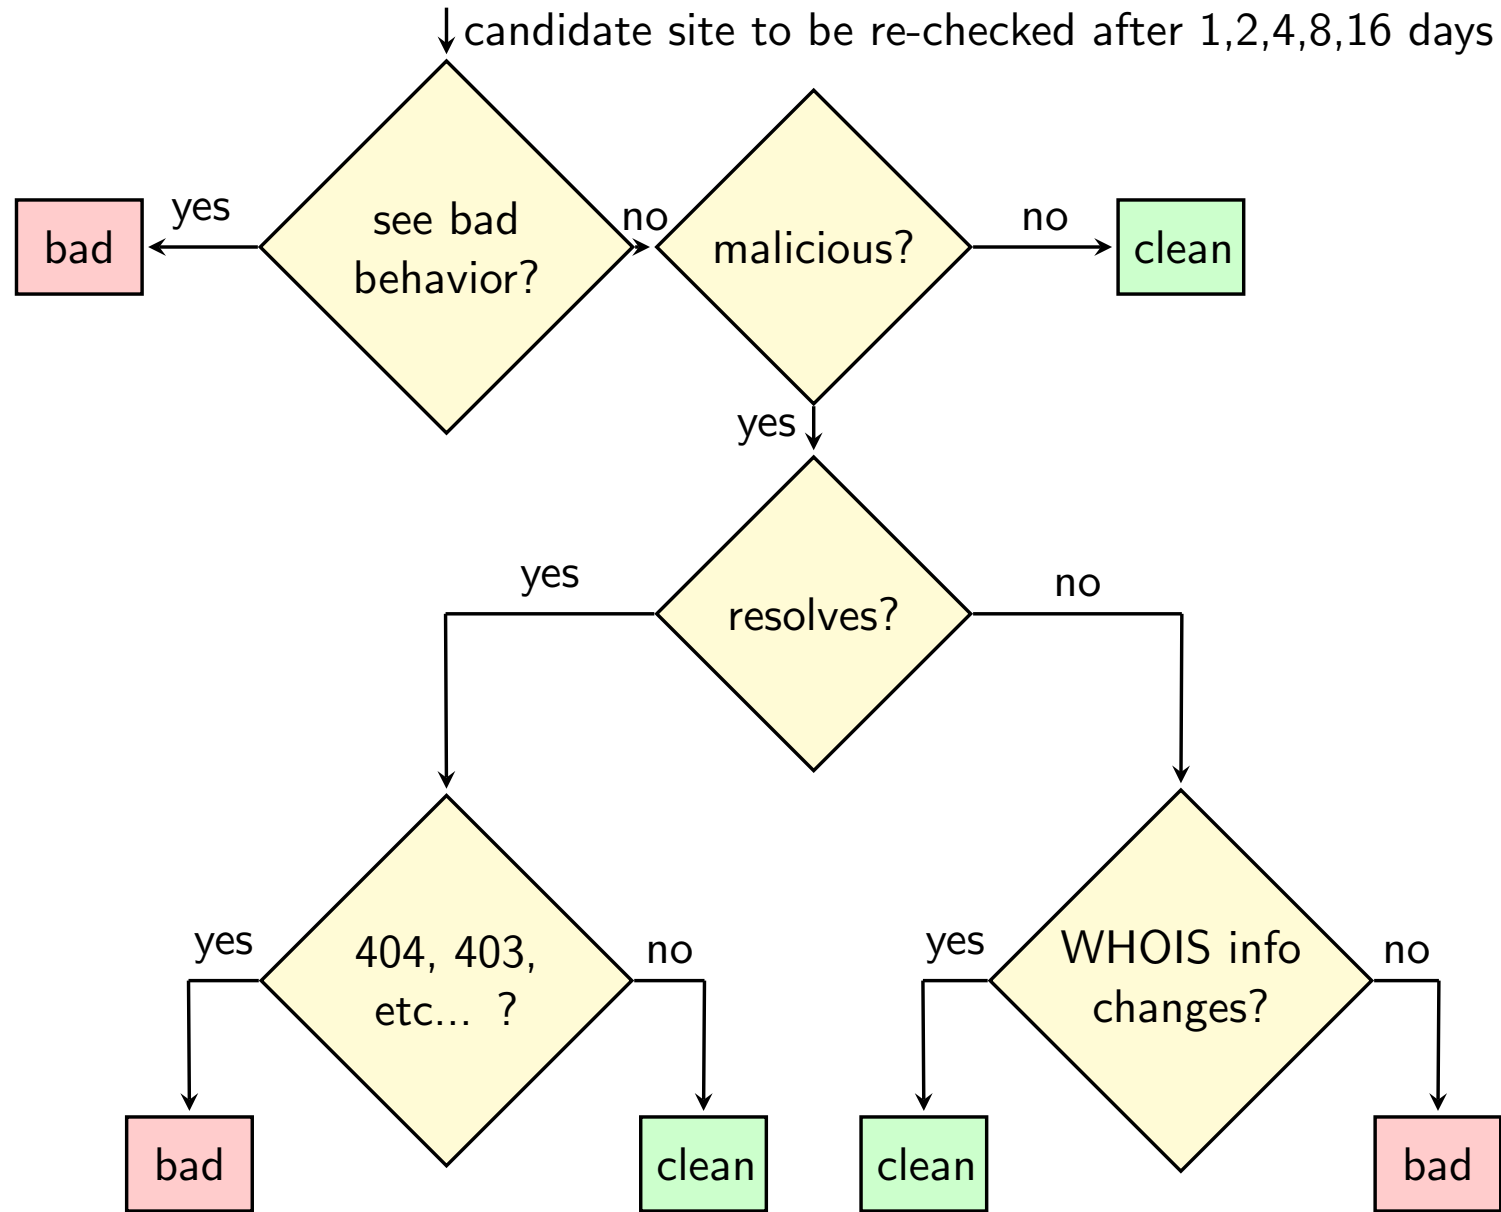 candidate site to be re-checked after 1,2,4,8,16 days
yes
no
no
bad
see bad
behavior?
malicious?
clean
yes
yes
no
resolves?
yes
no
yes
no
404, 403,
etc... ?
WHOIS info
changes?
bad
clean
clean
bad